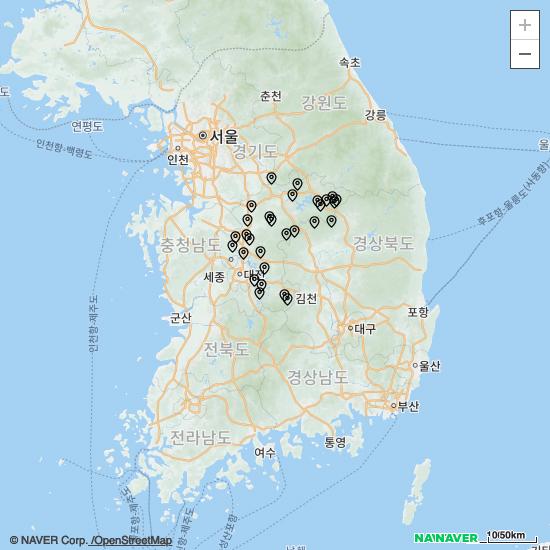 +
−
속초
춘천
강원도
강릉
도
연평도
서울
울
인천항-백령도
인천
경기도
후포항-울릉도(사동항)
충청남도
경상북도
세종
대전
김천
인천항-제주도
군산
포항
대구
전라북도
울산
경상남도
부산
전라남도
통영
여수
© NAVER Corp. /OpenStreetMap
NAVER
10/50km